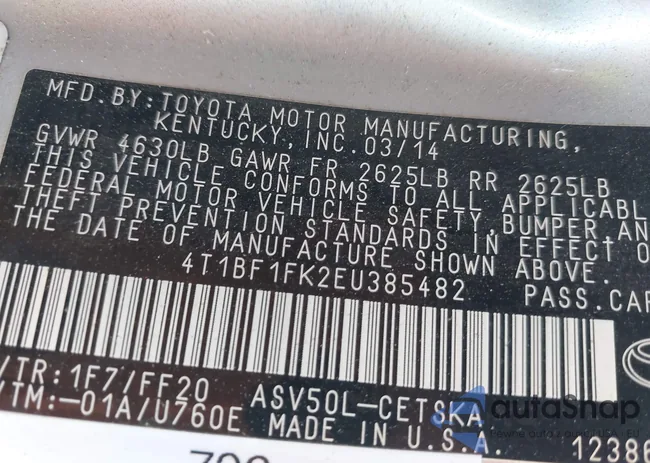 MFD.BY:TOYOTA MOTOR MANUFACTURING,
KENTUCKY, INC.03/14
GVWR 4630LB GAWR FR 2625LB RR 2625LB
THIS VEHICLE CONFORMS TO ALL APPLICABL
FEDERAL MOTOR VEHICLE SAFETY, BUMPER AN
THEFT PREVENTION STANDARDS IN EFFECT O
THE DATE OF MANUFACTURE SHOWN ABOVE.
4T1BF1FK2EU385482 PASS.CAR
/TR:1F7/FF20 ASV50L-CETSKA
/TM:-01A/U760E MADE IN U.S.A. 12386
autoSnap